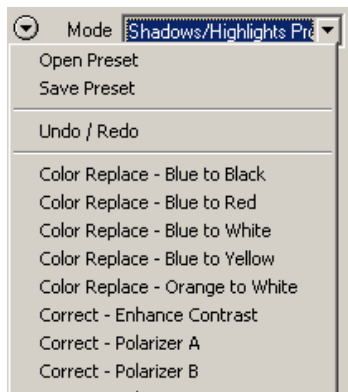 Mode Shadows/Highlights
Open Preset
Save Preset
Undo / Redo
Color Replace - Blue to Black
Color Replace - Blue to Red
Color Replace - Blue to White
Color Replace - Blue to Yellow
Color Replace - Orange to White
Correct - Enhance Contrast
Correct - Polarizer A
Correct - Polarizer B